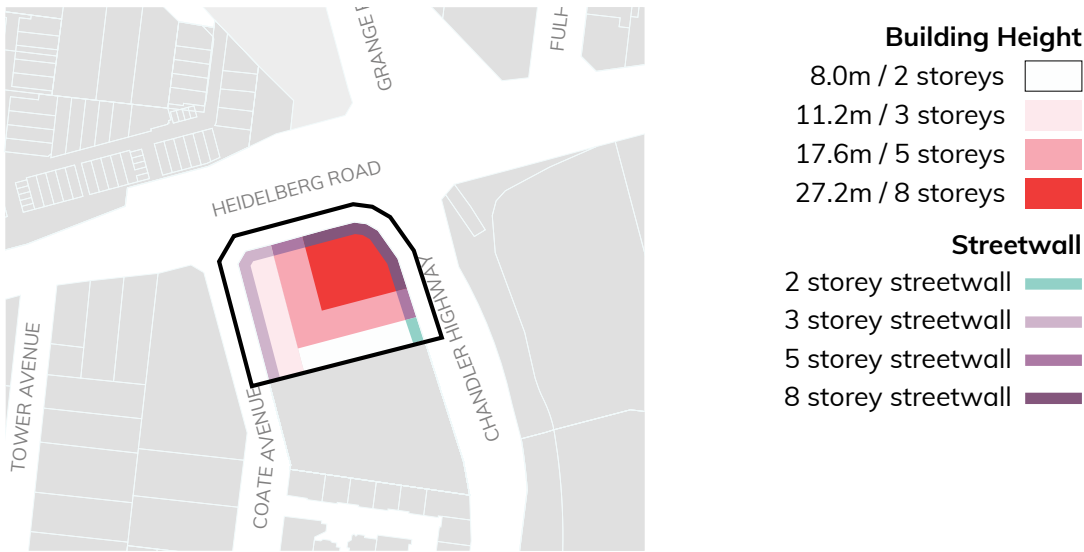 GRANGE
FULH
HEIDELBERG ROAD
CHANDLER HIGHWAY
TOWER AVENUE
COATE AVENUE
Building Height
8.0m / 2 storeys
11.2m / 3 storeys
17.6m / 5 storeys
27.2m / 8 storeys
Streetwall
2 storey streetwall
3 storey streetwall
5 storey streetwall
8 storey streetwall